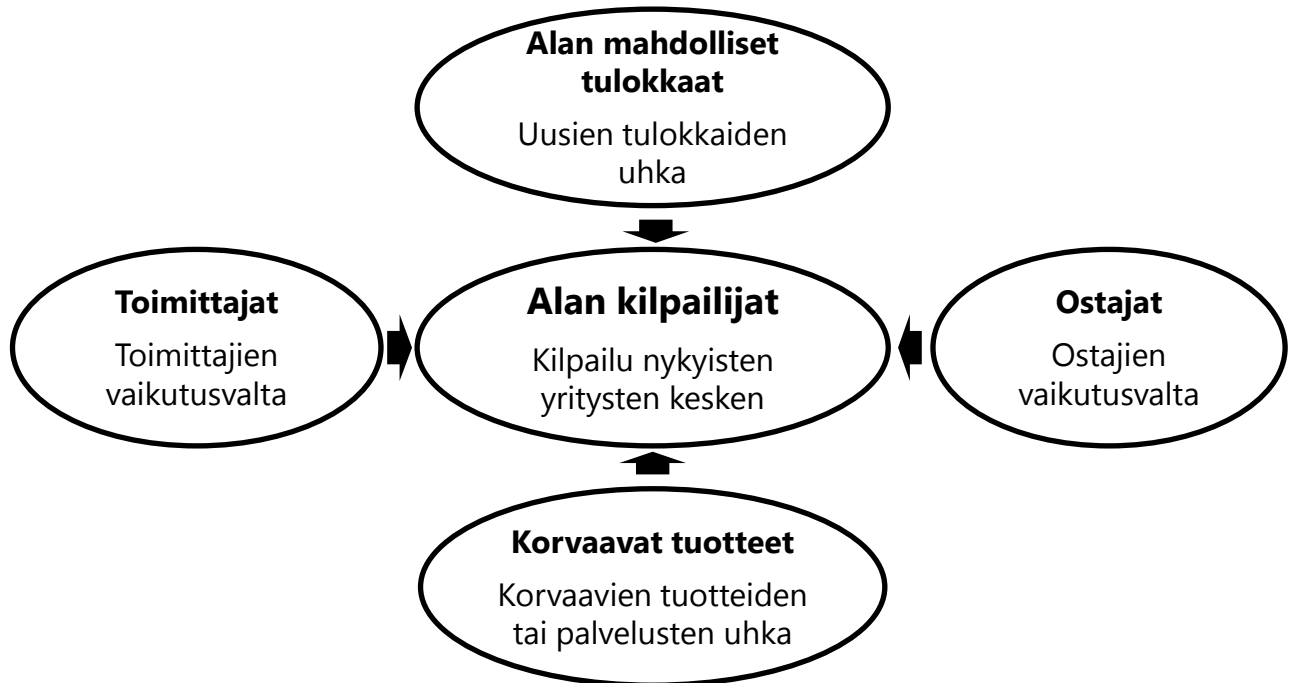 Alan mahdolliset
tulokkaat
Uusien tulokkaiden
uhka
Toimittajat
Toimittajien
vaikutusvalta
Alan kilpailijat
Kilpailu nykyisten
yritysten kesken
Ostajat
Ostajien
vaikutusvalta
Korvaavat tuotteet
Korvaavien tuotteiden
tai palvelusten uhka